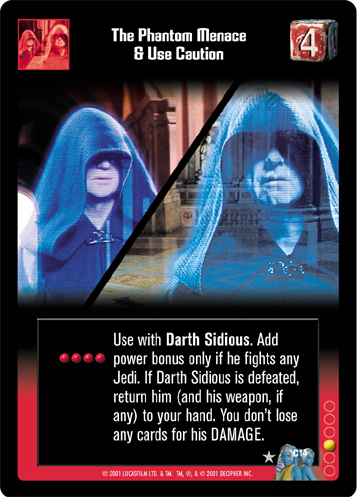 The Phantom Menace
& Use Caution
4
Use with Darth Sidious. Add
power bonus only if he fights any
Jedi. If Darth Sidious is defeated,
return him (and his weapon, if
any) to your hand. You don't lose
any cards for his DAMAGE.
C14
© 2001 LUCASFILM LTD. & TM. TM, ®, & © 2001 DECIPHER INC.